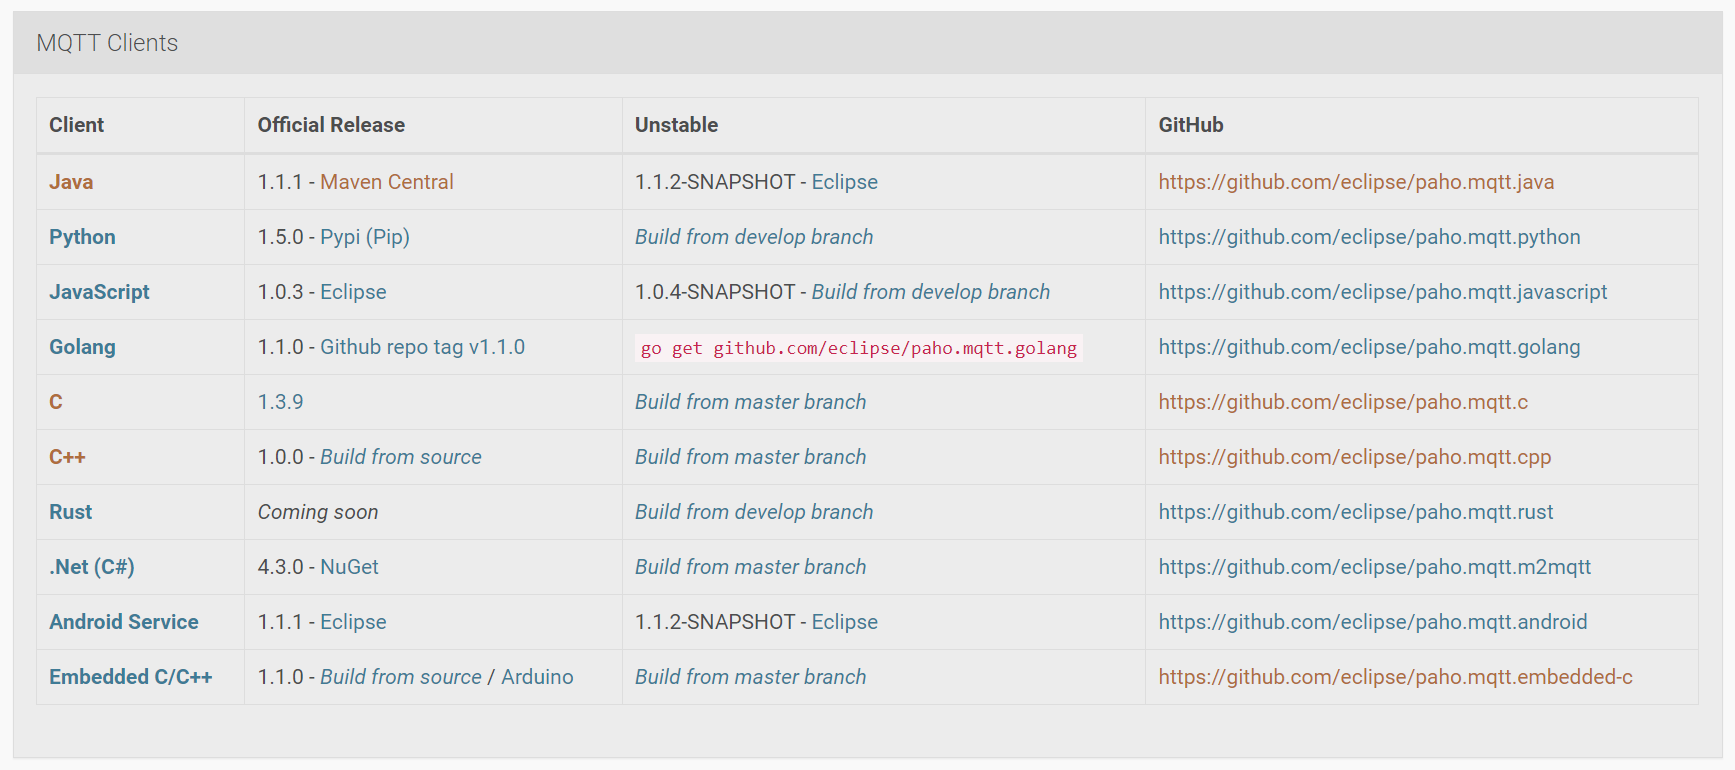 MQTT Clients
Client Official Release Unstable GitHub
Java 1.1.1 - Maven Central 1.1.2-SNAPSHOT - Eclipse https://github.com/eclipse/paho.mqtt.java
Python 1.5.0 - Pypi (Pip) Build from develop branch https://github.com/eclipse/paho.mqtt.python
JavaScript 1.0.3 - Eclipse 1.0.4-SNAPSHOT - Build from develop branch https://github.com/eclipse/paho.mqtt.javascript
Golang 1.1.0 - Github repo tag v1.1.0 go get github.com/eclipse/paho.mqtt.golang https://github.com/eclipse/paho.mqtt.golang
C 1.3.9 Build from master branch https://github.com/eclipse/paho.mqtt.c
C++ 1.0.0 - Build from source Build from master branch https://github.com/eclipse/paho.mqtt.cpp
Rust Coming soon Build from develop branch https://github.com/eclipse/paho.mqtt.rust
.Net (C#) 4.3.0 - NuGet Build from master branch https://github.com/eclipse/paho.mqtt.m2mqtt
Android Service 1.1.1 - Eclipse 1.1.2-SNAPSHOT - Eclipse https://github.com/eclipse/paho.mqtt.android
Embedded C/C++ 1.1.0 - Build from source / Arduino Build from master branch https://github.com/eclipse/paho.mqtt.embedded-c